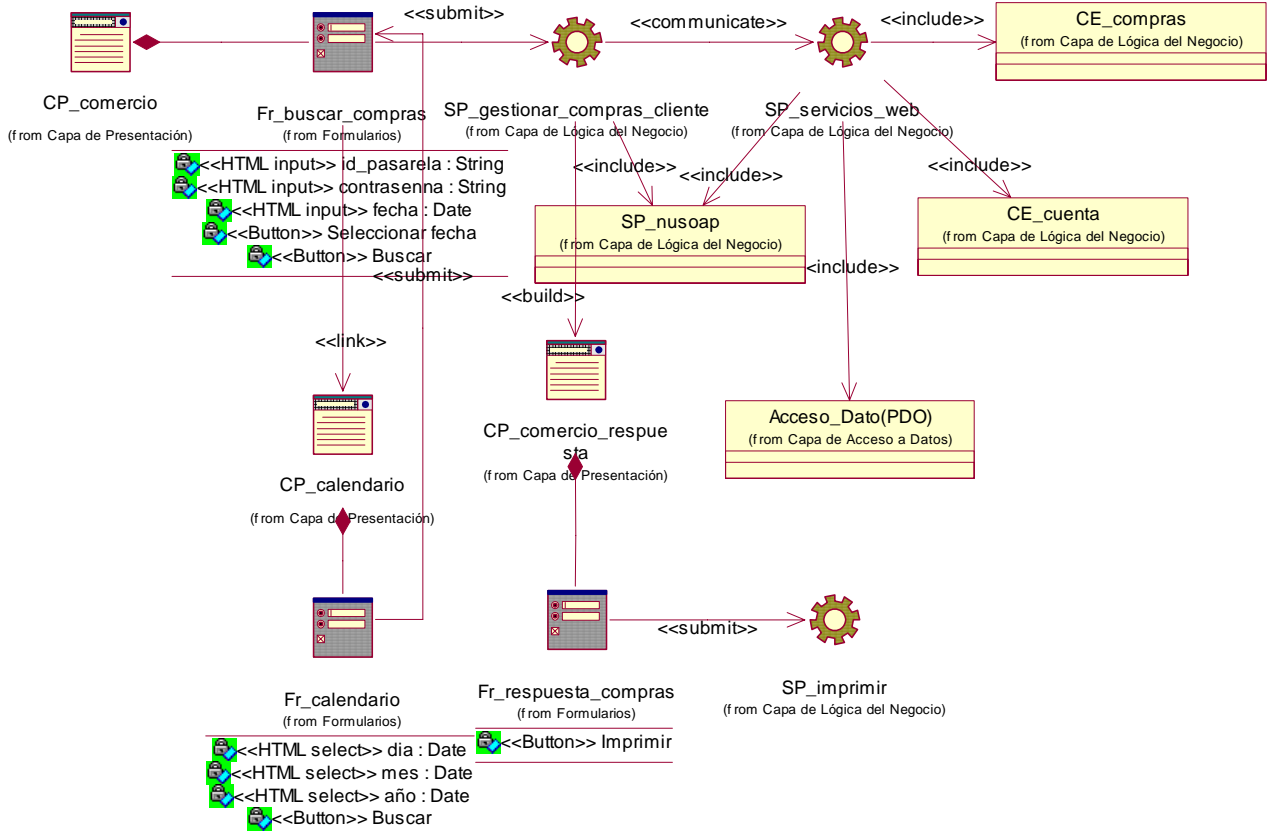 <<submit>>
<<communicate>>
<<include>>
CE_compras
(from Capa de Lógica del Negocio)
CP_comercio
(from Capa de Presentación)
Fr_buscar_compras
(from Formularios)
SP_gestionar_compras_cliente
(from Capa de Lógica del Negocio)
SP_servicios_web
(from Capa de Lógica del Negocio)
<<HTML input>> id_pasarela : String
<<HTML input>> contrasenna : String
<<HTML input>> fecha : Date
<<Button>> Seleccionar fecha
<<Button>> Buscar
<<submit>>
<<include>>
<<include>>
<<include>>
SP_nusoap
(from Capa de Lógica del Negocio)
CE_cuenta
(from Capa de Lógica del Negocio)
<include>>
<<build>>
<<link>>
CP_calendario
(from Capa de Presentación)
CP_comercio_respue
sta
(from Capa de Presentación)
Acceso_Dato(PDO)
(from Capa de Acceso a Datos)
<<submit>>
Fr_calendario
(from Formularios)
<<HTML select>> dia : Date
<<HTML select>> mes : Date
<<HTML select>> año : Date
<<Button>> Buscar
Fr_respuesta_compras
(from Formularios)
<<Button>> Imprimir
SP_imprimir
(from Capa de Lógica del Negocio)